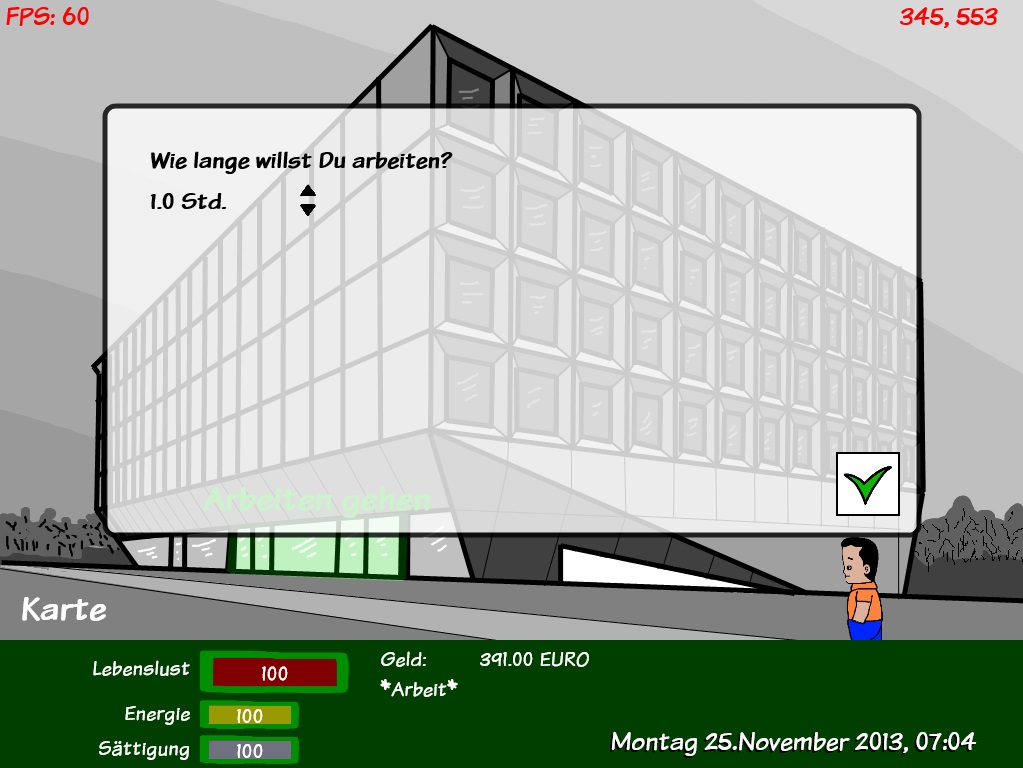 FPS: 60
345, 553
Wie lange willst Du arbeiten?
1.0 Std.
Arbeiten gehen
Karte
Lebenslust 100
Geld: 391.00 EURO
*Arbeit*
Energie 100
Sättigung 100
Montag 25.November 2013, 07:04